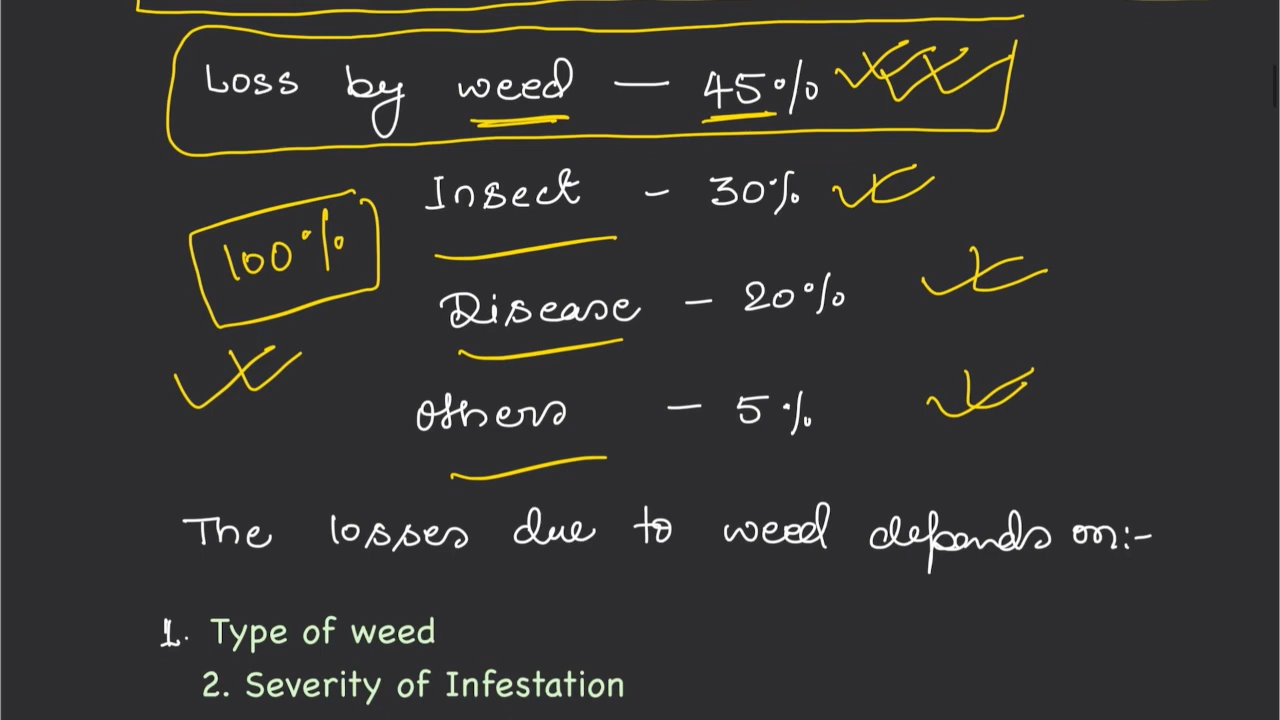 Loss by weed — 45%
Insect - 30%
100%
Disease - 20%
Others - 5%
The losses due to weed depends on:-
1. Type of weed
2. Severity of Infestation